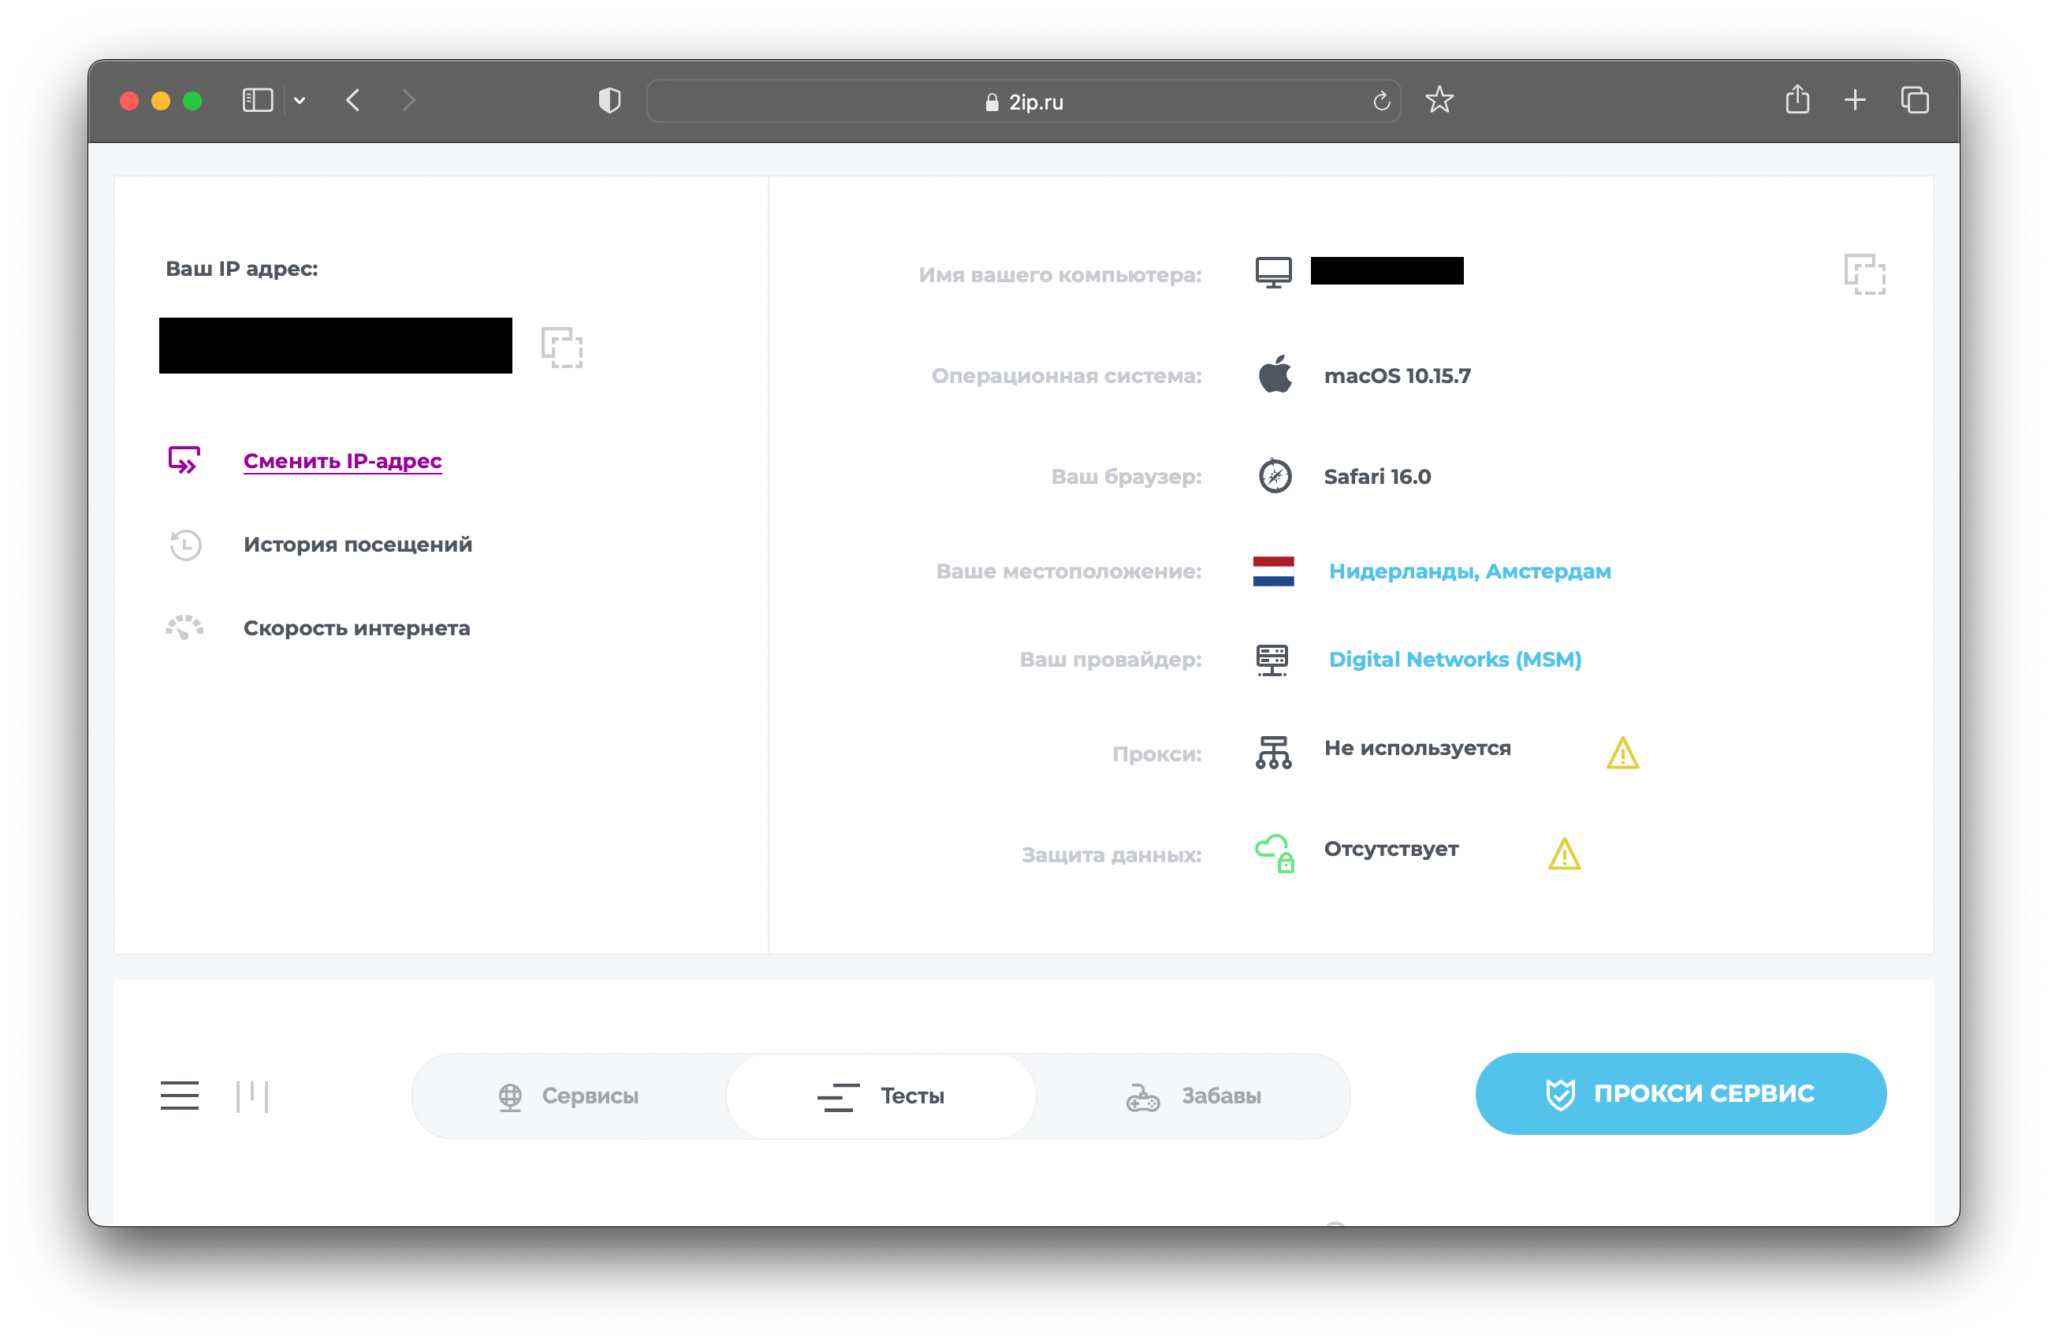 2ip.ru
Ваш IP адрес:
Сменить IP-адрес
История посещений
Скорость интернета
Имя вашего компьютера:
Операционная система: macOS 10.15.7
Ваш браузер: Safari 16.0
Ваше местоположение: Нидерланды, Амстердам
Ваш провайдер: Digital Networks (MSM)
Прокси: Не используется
Защита данных: Отсутствует
Сервисы Тесты Забавы ПРОКСИ СЕРВИС